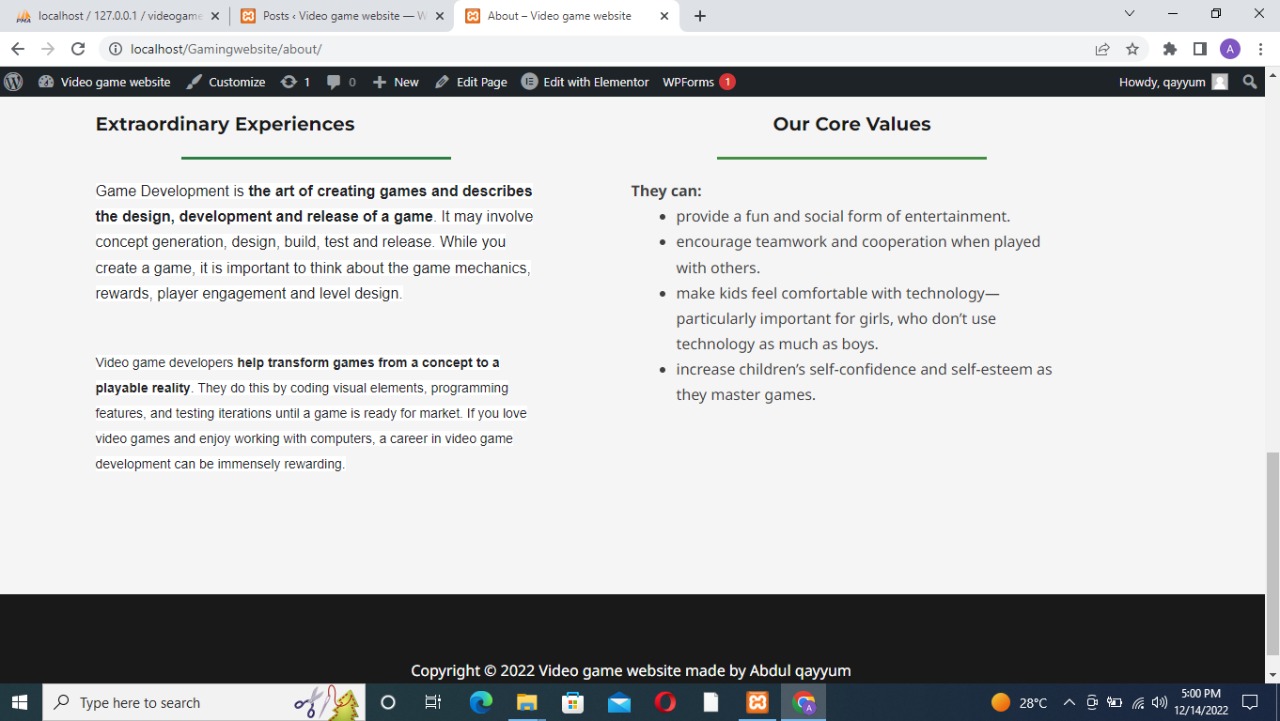 localhost / 127.0.0.1 / videogame
Posts ‹ Video game website — W
About – Video game website
localhost/Gamingwebsite/about/
A
Video game website
Customize
1
0
New
Edit Page
Edit with Elementor
WPForms 1
Howdy, qayyum
Extraordinary Experiences
Game Development is the art of creating games and describes
the design, development and release of a game. It may involve
concept generation, design, build, test and release. While you
create a game, it is important to think about the game mechanics,
rewards, player engagement and level design.
Video game developers help transform games from a concept to a
playable reality. They do this by coding visual elements, programming
features, and testing iterations until a game is ready for market. If you love
video games and enjoy working with computers, a career in video game
development can be immensely rewarding.
Our Core Values
They can:
• provide a fun and social form of entertainment.
• encourage teamwork and cooperation when played
with others.
• make kids feel comfortable with technology—
particularly important for girls, who don’t use
technology as much as boys.
• increase children’s self-confidence and self-esteem as
they master games.
Copyright © 2022 Video game website made by Abdul qayyum
Type here to search
28°C
5:00 PM
12/14/2022